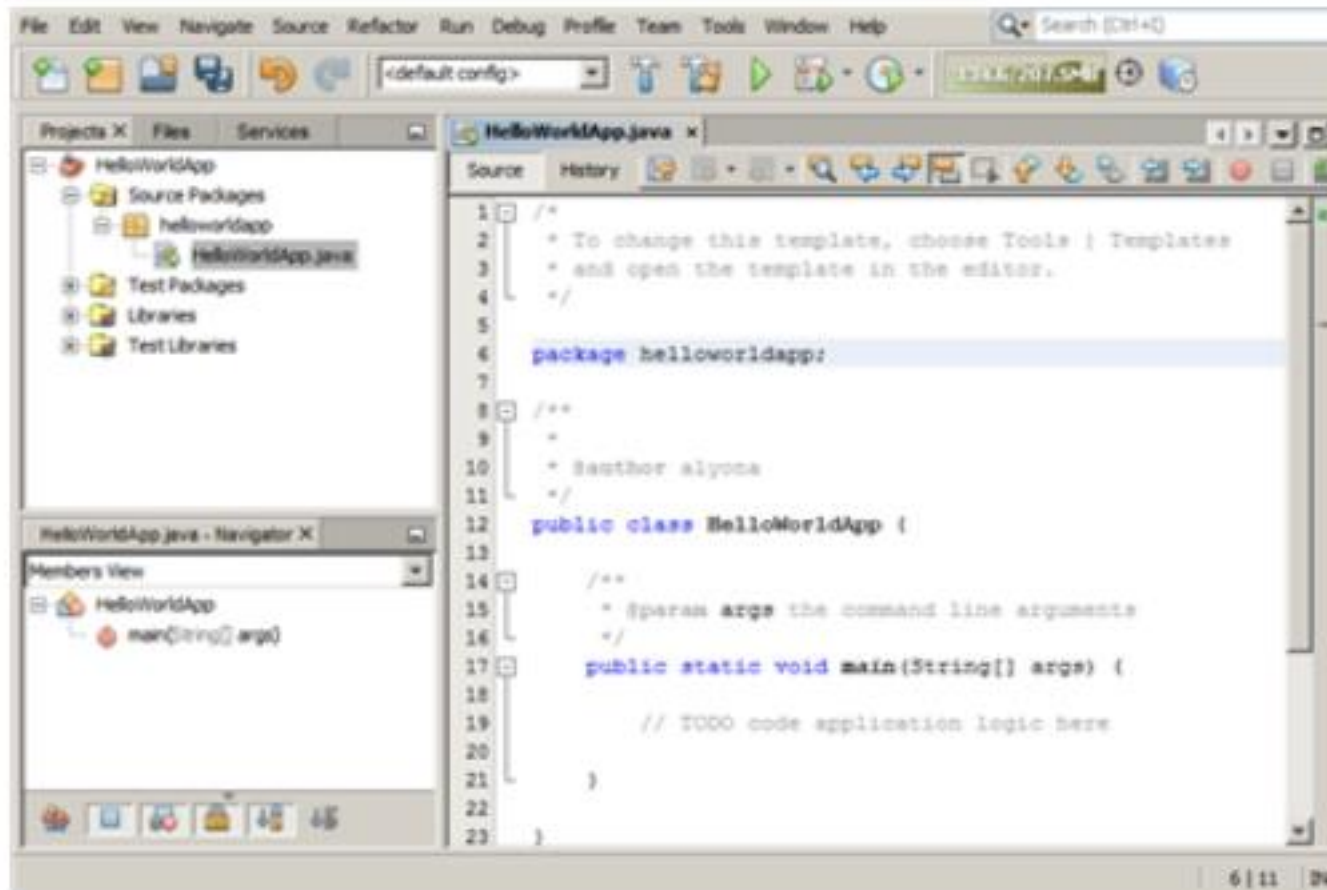 File Edit View Navigate Source Refactor Run Debug Profile Team Tools Window Help Search (Ctrl+I)
<default config>
Projects Files Services
HelloWorldApp
Source Packages
helloworldapp
HelloWorldApp.java
Test Packages
Libraries
Test Libraries
HelloWorldApp.java - Navigator
Members View
HelloWorldApp
main(String[] args)
HelloWorldApp.java
Source History
1 /*
2 * To change this template, choose Tools | Templates
3 * and open the template in the editor.
4 */
5
6 package helloworldapp;
7
8 /**
9 *
10 * @author alyona
11 */
12 public class HelloWorldApp {
13
14 /**
15 * @param args the command line arguments
16 */
17 public static void main(String[] args) {
18
19 // TODO code application logic here
20
21 }
22
23 }
6|11